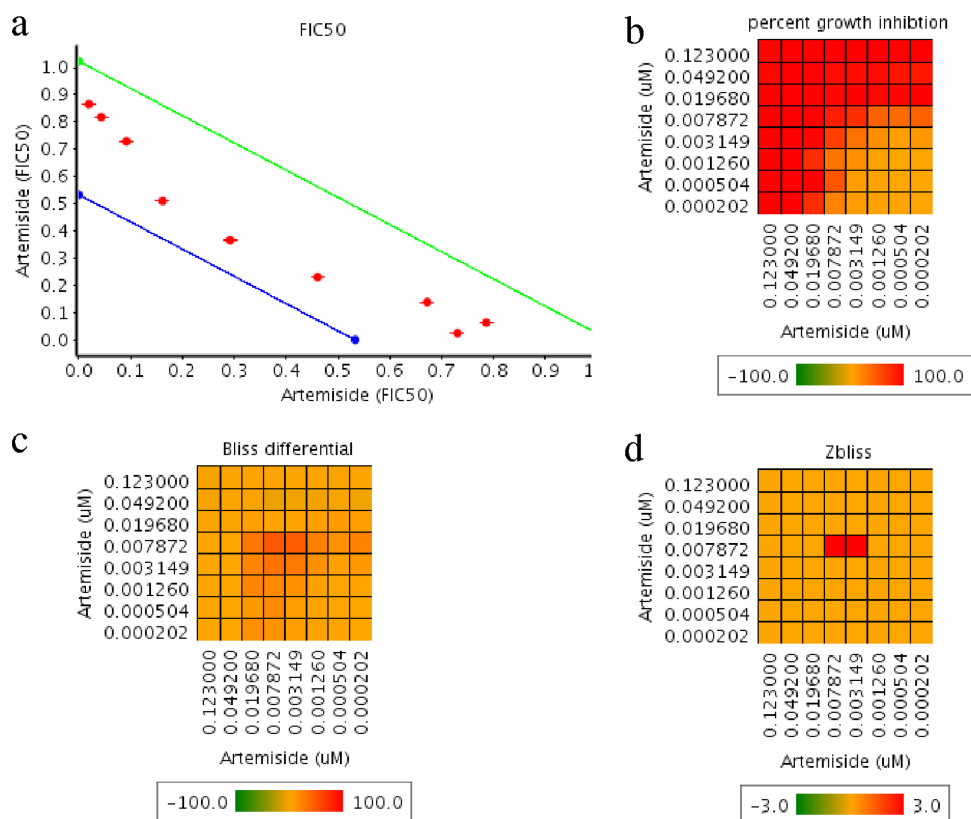 a
FIC50
Artemiside (FIC50)
1.0
0.9
0.8
0.7
0.6
0.5
0.4
0.3
0.2
0.1
0.0
0.0 0.1 0.2 0.3 0.4 0.5 0.6 0.7 0.8 0.9 1
Artemiside (FIC50)
b
percent growth inhibtion
Artemiside (uM)
0.123000
0.049200
0.019680
0.007872
0.003149
0.001260
0.000504
0.000202
0.123000 0.049200 0.019680 0.007872 0.003149 0.001260 0.000504 0.000202
Artemiside (uM)
−100.0 100.0
c
Bliss differential
Artemiside (uM)
0.123000
0.049200
0.019680
0.007872
0.003149
0.001260
0.000504
0.000202
0.123000 0.049200 0.019680 0.007872 0.003149 0.001260 0.000504 0.000202
Artemiside (uM)
−100.0 100.0
d
Zbliss
Artemiside (uM)
0.123000
0.049200
0.019680
0.007872
0.003149
0.001260
0.000504
0.000202
0.123000 0.049200 0.019680 0.007872 0.003149 0.001260 0.000504 0.000202
Artemiside (uM)
−3.0 3.0